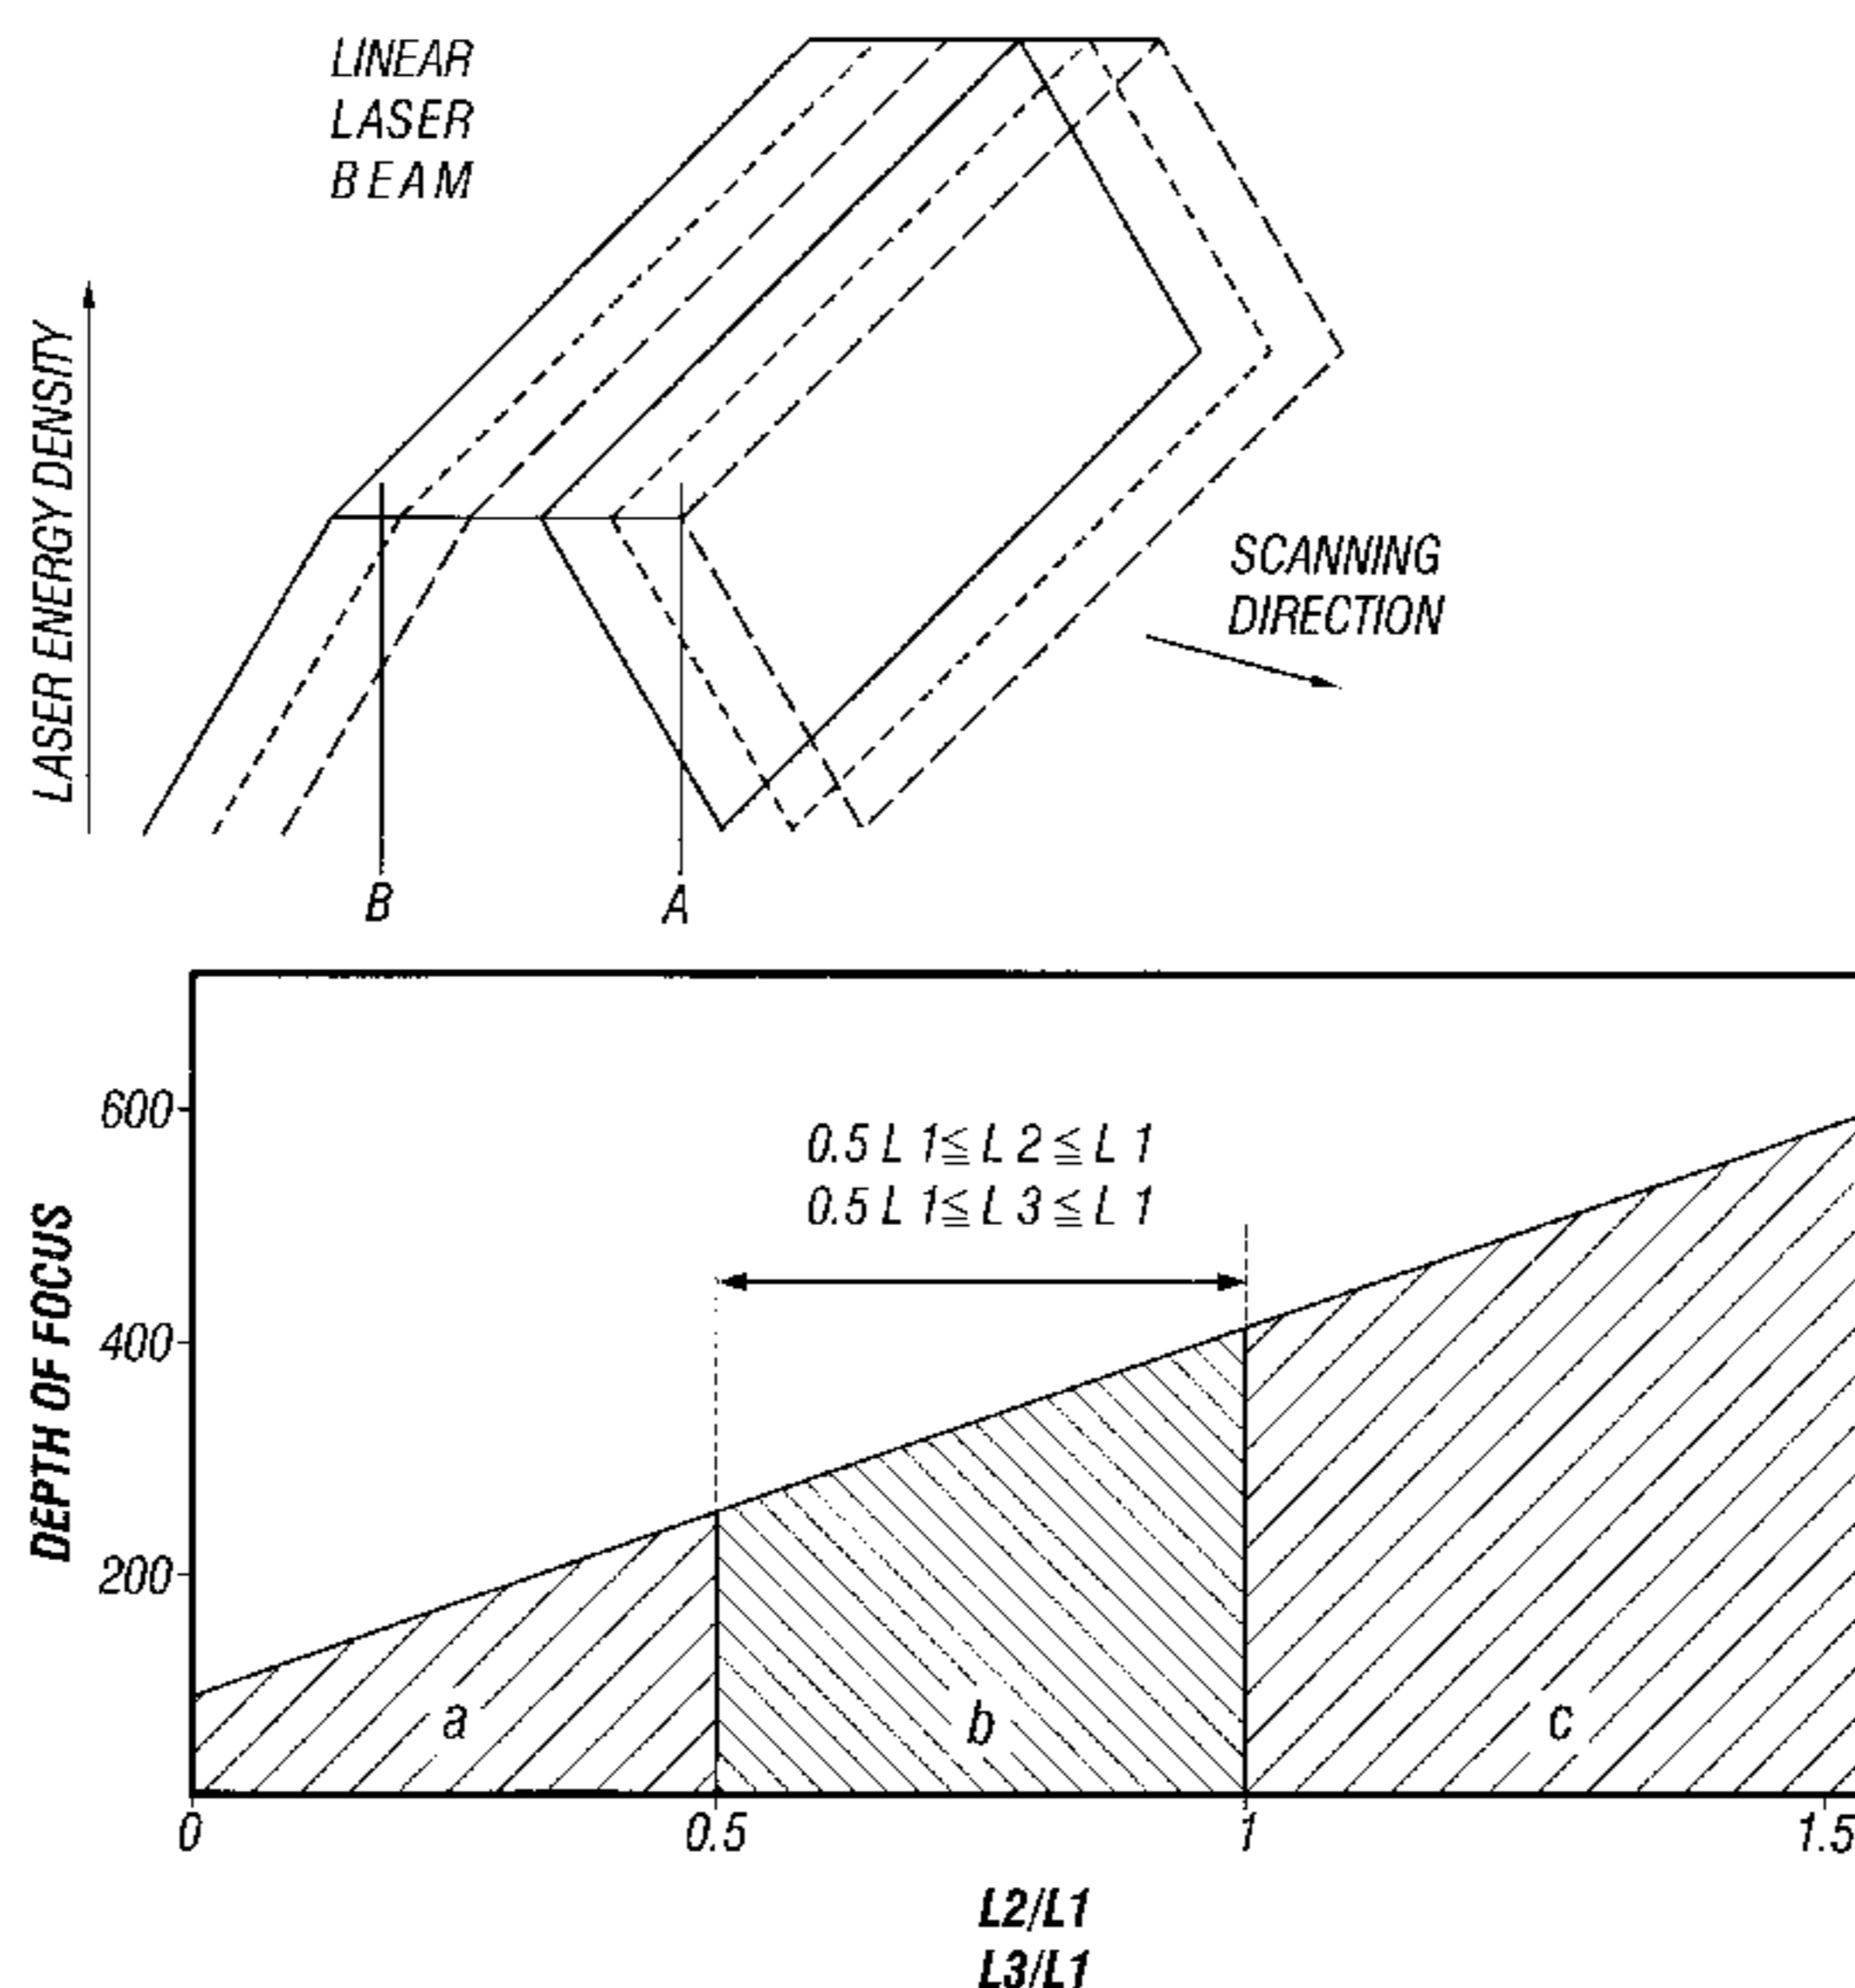 LINEAR
LASER
BEAM
LASER ENERGY DENSITY
SCANNING
DIRECTION
B
A
600
400
200
DEPTH OF FOCUS
0.5 L 1≦ L 2 ≦ L 1
0.5 L 1≦ L 3 ≦ L 1
a
b
c
0
0.5
1
1.5
L2/L1
L3/L1